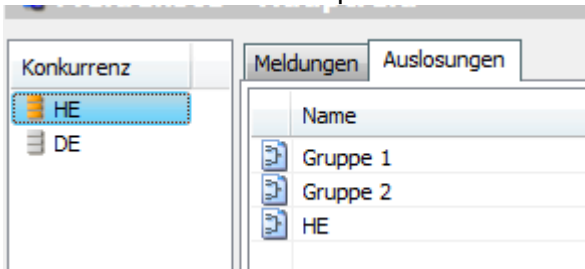 Konkurrenz
HE
DE
Meldungen
Auslosungen
Name
Gruppe 1
Gruppe 2
HE